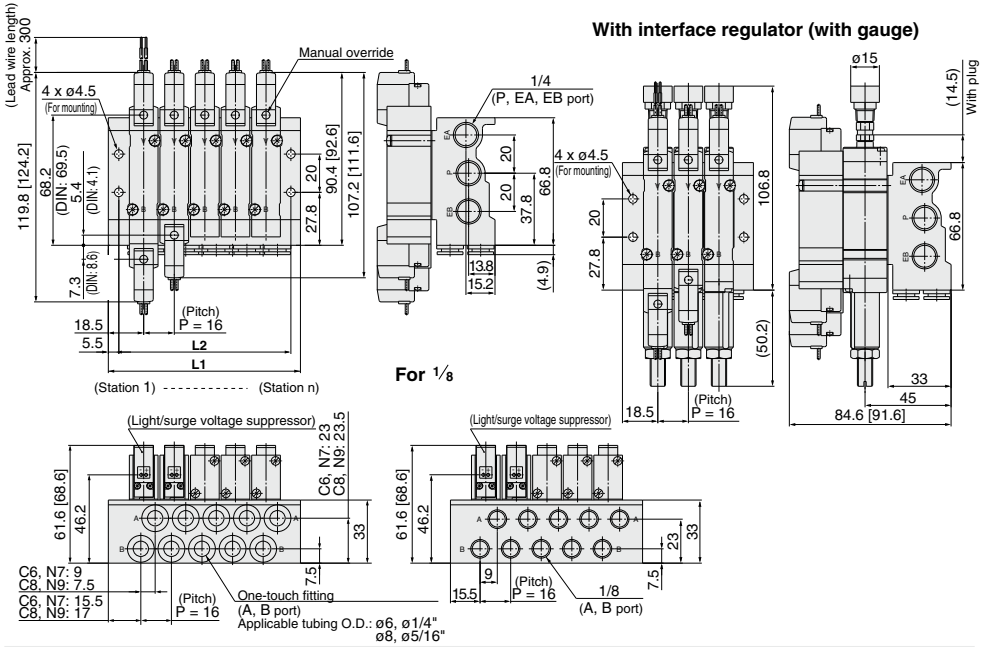 With interface regulator (with gauge)
(Lead wire length)
Approx. 300
Manual override
4 x ø4.5
(For mounting)
1/4
(P, EA, EB port)
119.8 [124.2]
68.2
(DIN: 69.5)
5.4
(DIN: 4.1)
7.3
(DIN: 8.6)
20
27.8
90.4 [92.6]
107.2 [111.6]
EA
P
EB
20
20
37.8
66.8
13.8
15.2
(4.9)
B
B
18.5
5.5
(Pitch)
P = 16
L2
L1
(Station 1)
(Station n)
ø15
(14.5)
With plug
4 x ø4.5
(For mounting)
20
27.8
B
B
106.8
(50.2)
18.5
(Pitch)
P = 16
EA
P
EB
66.8
33
45
84.6 [91.6]
For 1/8
(Light/surge voltage suppressor)
C6, N7: 23
C8, N9: 23.5
61.6 [68.6]
46.2
A
A
B
B
33
7.5
C6, N7: 9
C8, N9: 7.5
C6, N7: 15.5
C8, N9: 17
(Pitch)
P = 16
One-touch fitting
(A, B port)
Applicable tubing O.D.: ø6, ø1/4"
ø8, ø5/16"
(Light/surge voltage suppressor)
61.6 [68.6]
46.2
A
A
B
B
23
33
7.5
9
15.5
(Pitch)
P = 16
1/8
(A, B port)